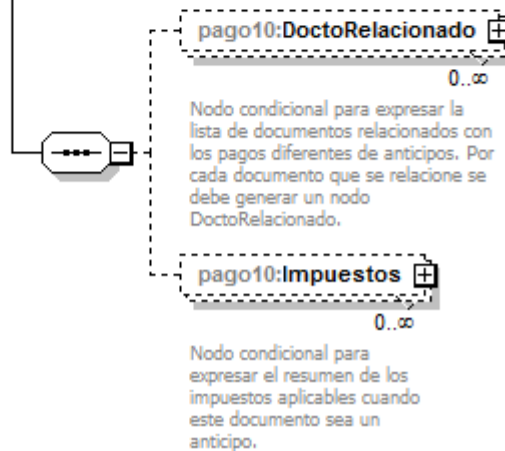 pago10:DoctoRelacionado
0..∞
Nodo condicional para expresar la
lista de documentos relacionados con
los pagos diferentes de anticipos. Por
cada documento que se relacione se
debe generar un nodo
DoctoRelacionado.
pago10:Impuestos
0..∞
Nodo condicional para
expresar el resumen de los
impuestos aplicables cuando
este documento sea un
anticipo.